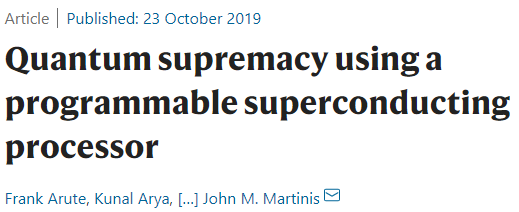 Article | Published: 23 October 2019
Quantum supremacy using a
programmable superconducting
processor
Frank Arute, Kunal Arya, [...] John M. Martinis